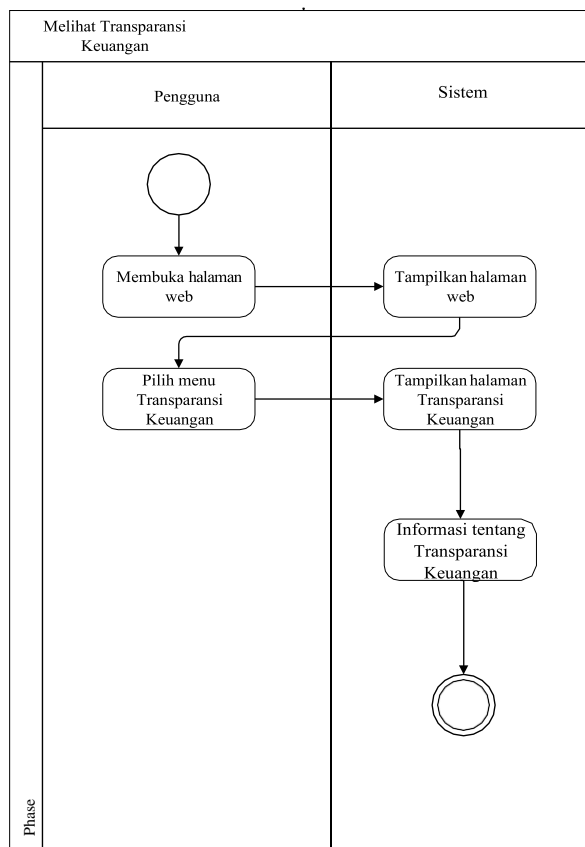 Melihat Transparansi
Keuangan
Pengguna
Sistem
Membuka halaman
web
Tampilkan halaman
web
Pilih menu
Transparansi
Keuangan
Tampilkan halaman
Transparansi
Keuangan
Informasi tentang
Transparansi
Keuangan
Phase